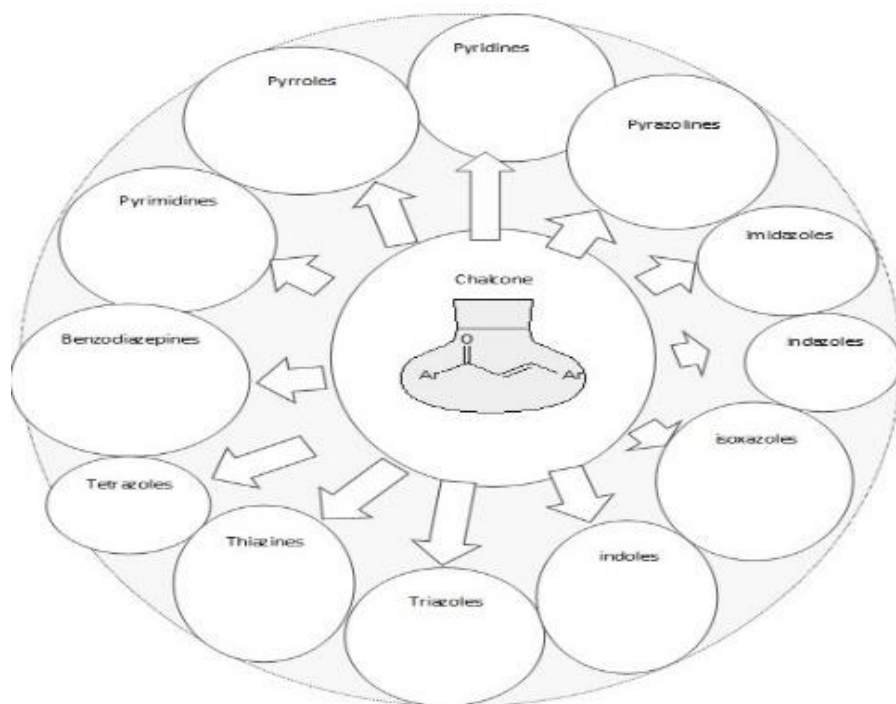 Pyridines
Pyrroles
Pyrazolines
Pyrimidines
imidazoles
Chalcone
Benzodiazepines
indazoles
O
Ar
Ar
isoxazoles
Tetrazoles
Thiazines
indoles
Triazoles